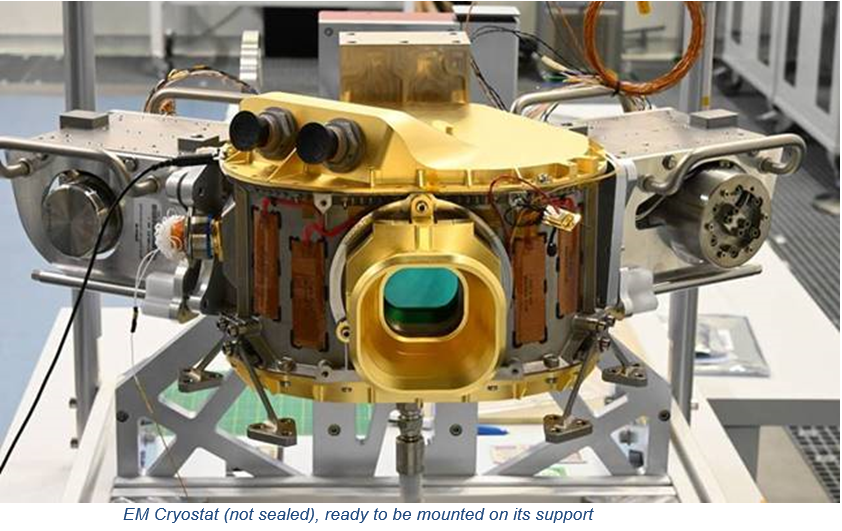 EM Cryostat (not sealed), ready to be mounted on its support